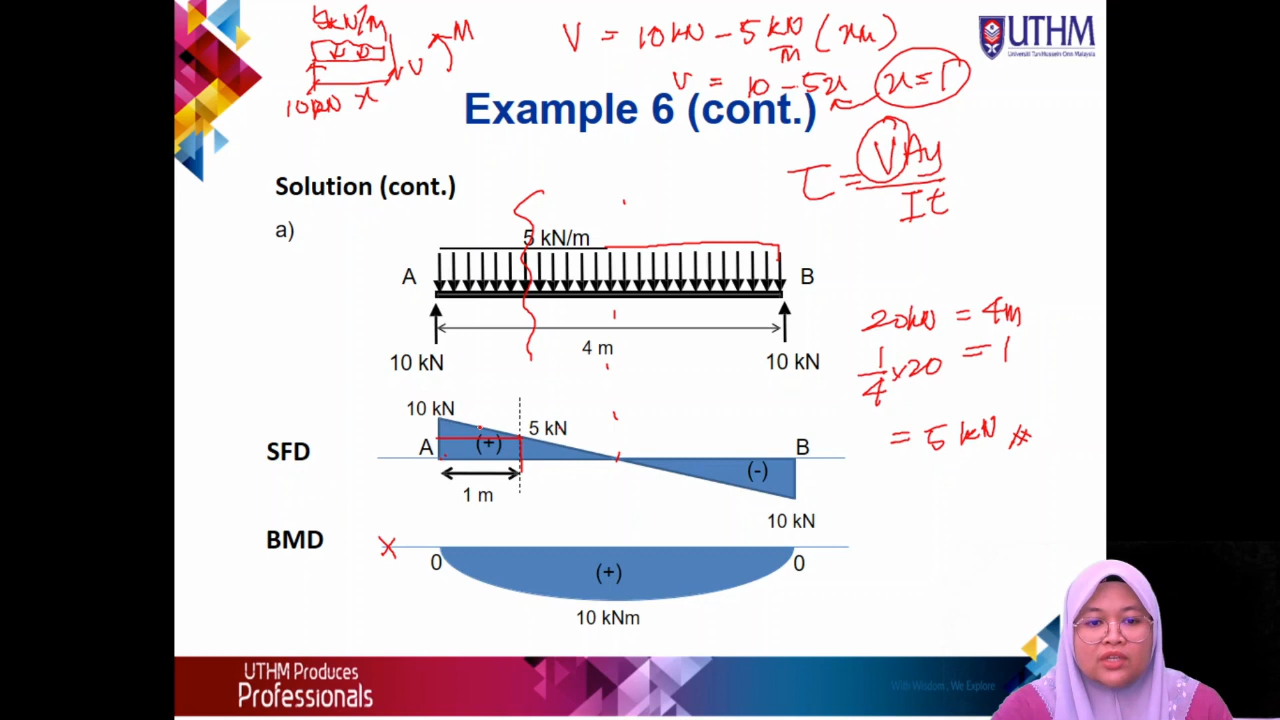 5kN/m
M
V
10kN x
V = 10kN - 5 kN/m (xm)
V = 10 - 5x x=1
UTHM
Universiti Tun Hussein Onn Malaysia
Example 6 (cont.)
τ = VAy / It
Solution (cont.)
a)
5 kN/m
A B
4 m
10 kN 10 kN
20kN = 4m
1/4 x 20 = 1
= 5 kN #
10 kN
5 kN
SFD A (+) B
(-)
1 m
10 kN
BMD X
0 0
(+)
10 kNm
UTHM Produces
Professionals
With Wisdom, We Explore